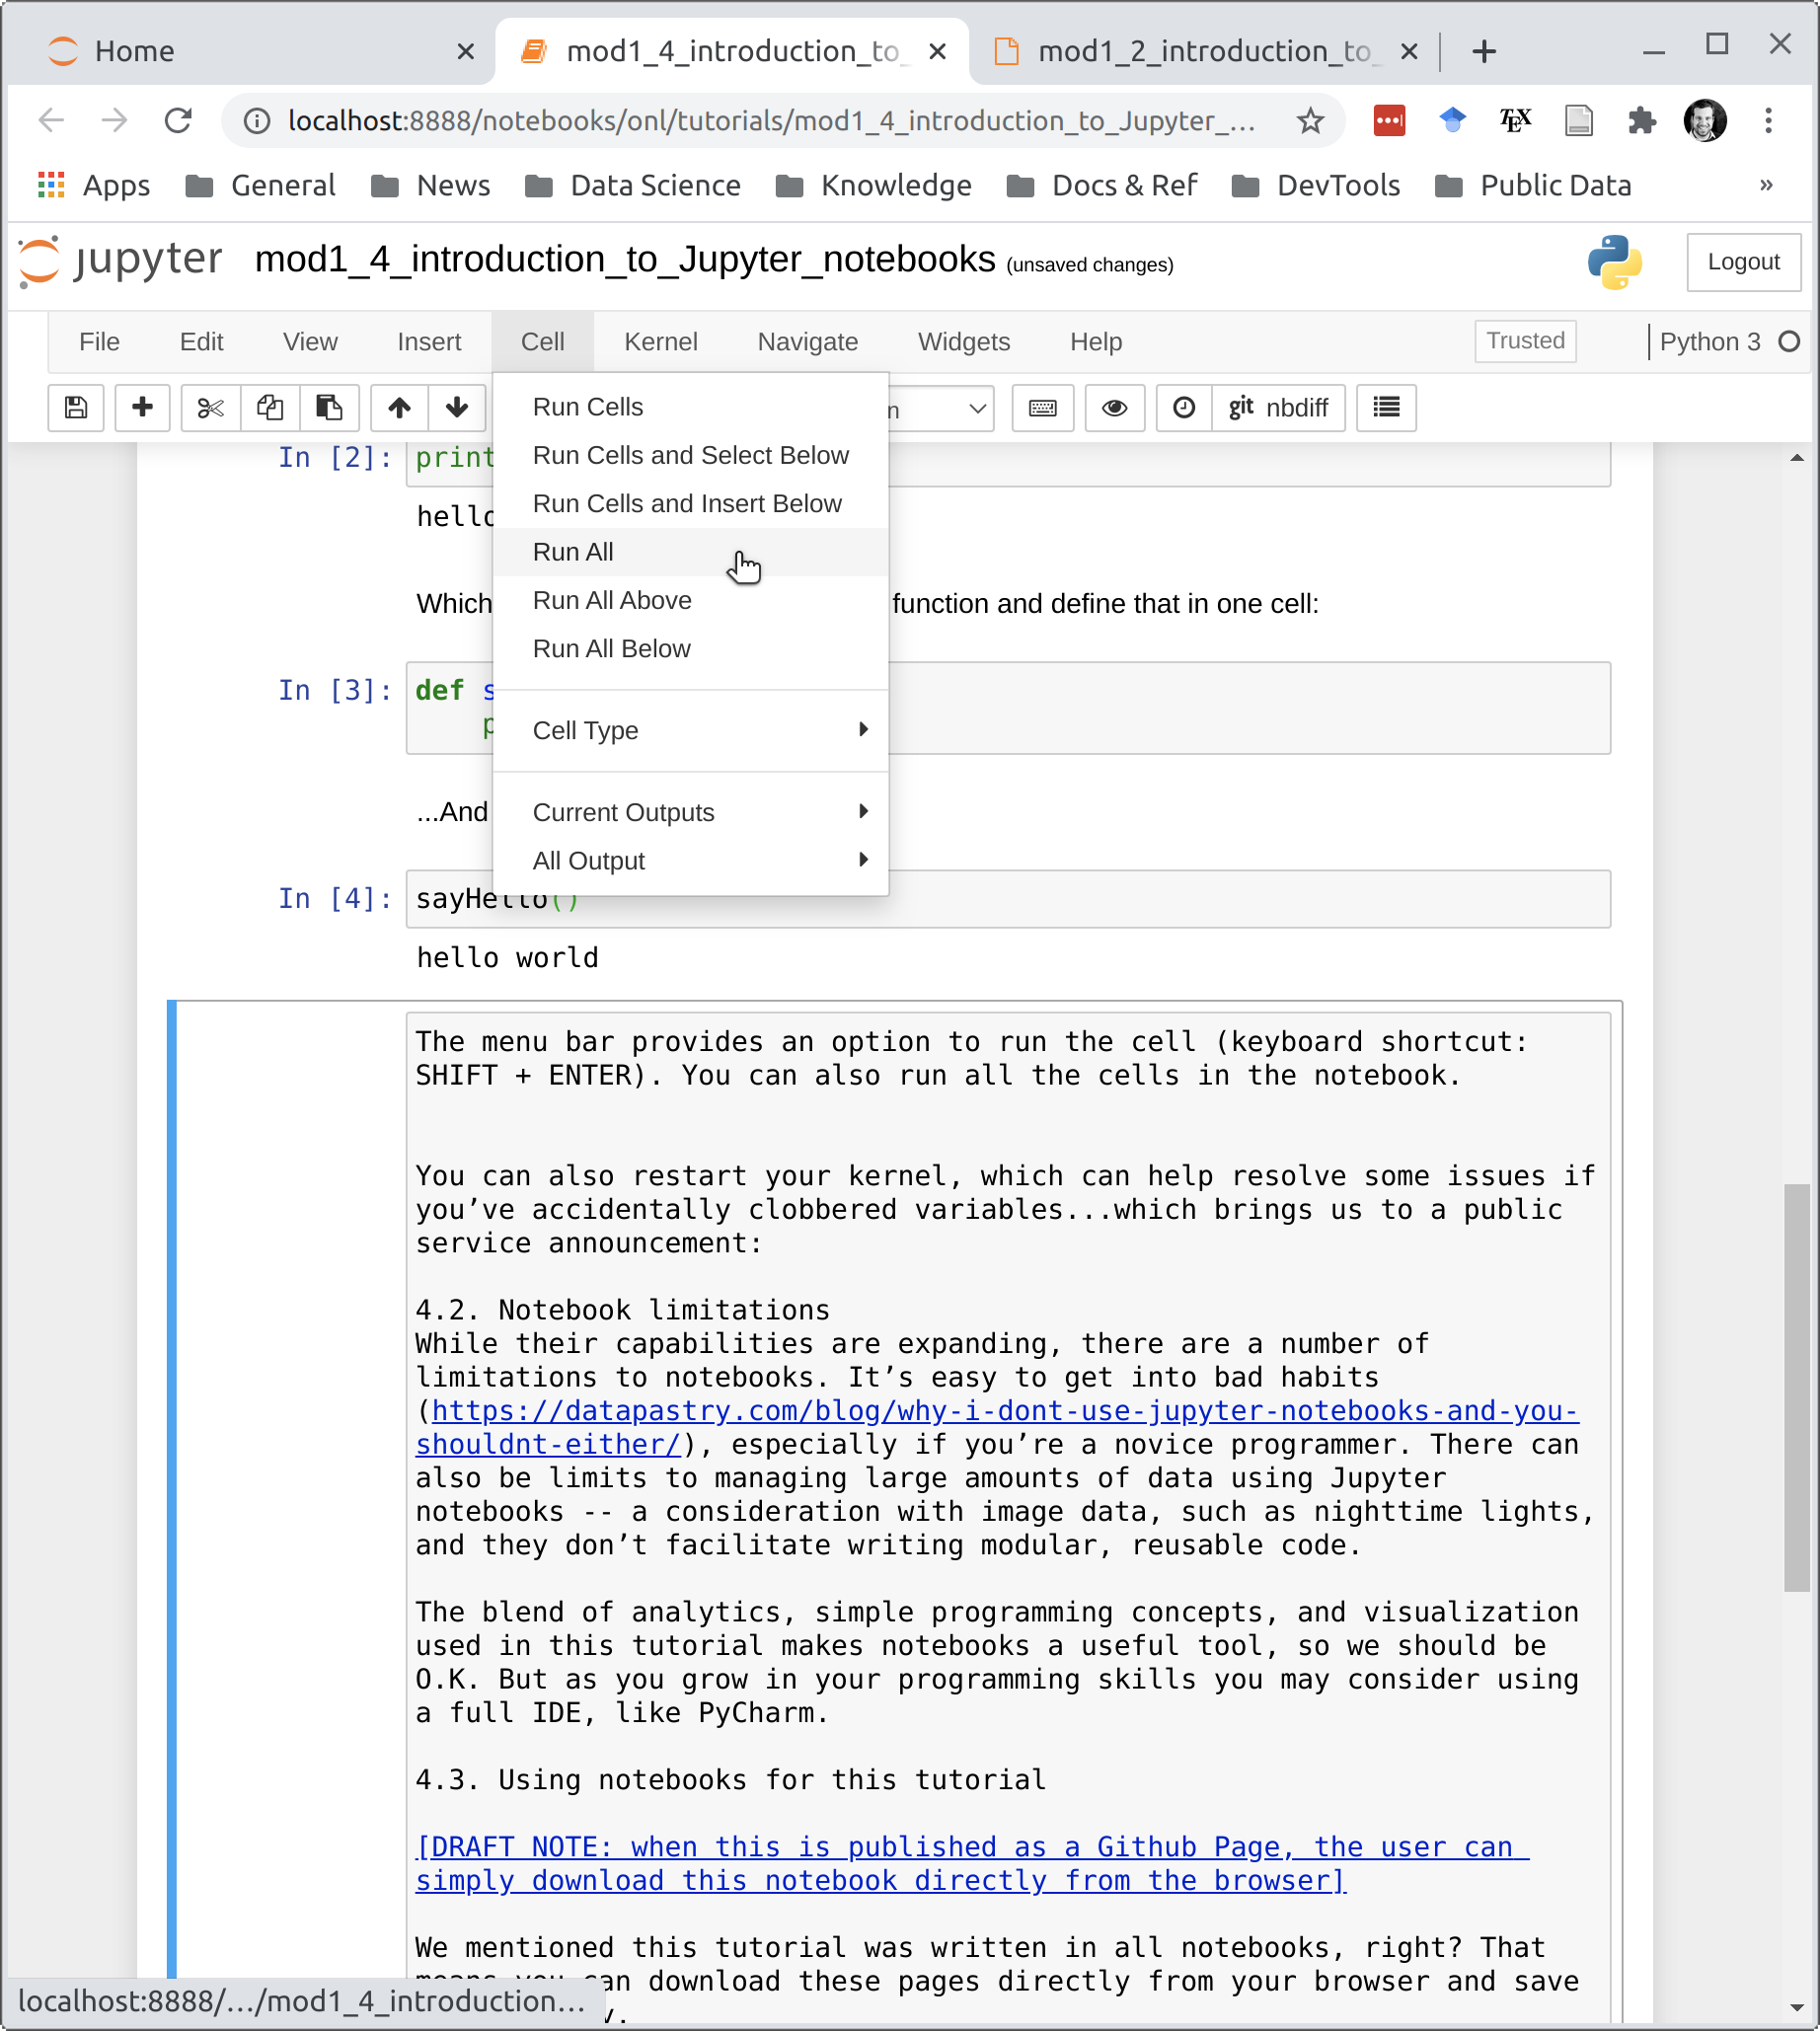 Home
mod1_4_introduction_to_
mod1_2_introduction_to_
localhost:8888/notebooks/onl/tutorials/mod1_4_introduction_to_Jupyter_...
TEX
Apps
General
News
Data Science
Knowledge
Docs & Ref
DevTools
Public Data
»
jupyter mod1_4_introduction_to_Jupyter_notebooks (unsaved changes)
Logout
File Edit View Insert Cell Kernel Navigate Widgets Help
Trusted
Python 3
git nbdiff
Run Cells
Run Cells and Select Below
Run Cells and Insert Below
Run All
Run All Above
Run All Below
Cell Type
Current Outputs
All Output
In [2]: print
hello
Which function and define that in one cell:
In [3]: def s
p
...And
In [4]: sayHello()
hello world
The menu bar provides an option to run the cell (keyboard shortcut:
SHIFT + ENTER). You can also run all the cells in the notebook.
You can also restart your kernel, which can help resolve some issues if
you’ve accidentally clobbered variables...which brings us to a public
service announcement:
4.2. Notebook limitations
While their capabilities are expanding, there are a number of
limitations to notebooks. It’s easy to get into bad habits
(https://datapastry.com/blog/why-i-dont-use-jupyter-notebooks-and-you-
shouldnt-either/), especially if you’re a novice programmer. There can
also be limits to managing large amounts of data using Jupyter
notebooks -- a consideration with image data, such as nighttime lights,
and they don’t facilitate writing modular, reusable code.
The blend of analytics, simple programming concepts, and visualization
used in this tutorial makes notebooks a useful tool, so we should be
O.K. But as you grow in your programming skills you may consider using
a full IDE, like PyCharm.
4.3. Using notebooks for this tutorial
[DRAFT NOTE: when this is published as a Github Page, the user can
simply download this notebook directly from the browser]
We mentioned this tutorial was written in all notebooks, right? That
means you can download these pages directly from your browser and save
localhost:8888/.../mod1_4_introduction...